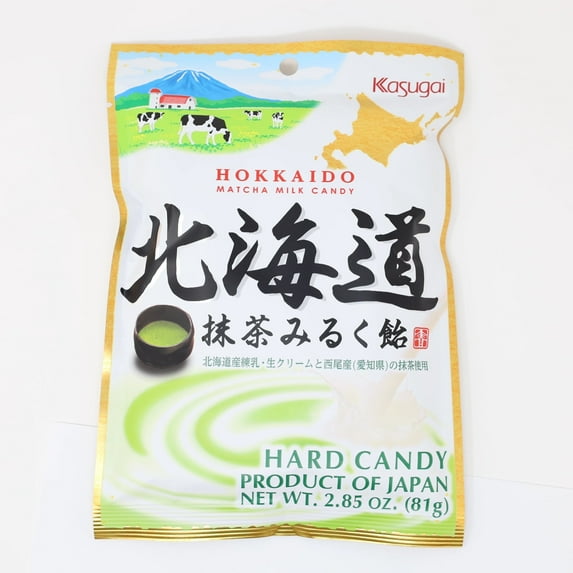 Kasugai
HOKKAIDO
MATCHA MILK CANDY
北海道
抹茶みるく飴
北海道産練乳・生クリームと西尾産(愛知県)の抹茶使用
HARD CANDY
PRODUCT OF JAPAN
NET WT. 2.85 OZ. (81g)